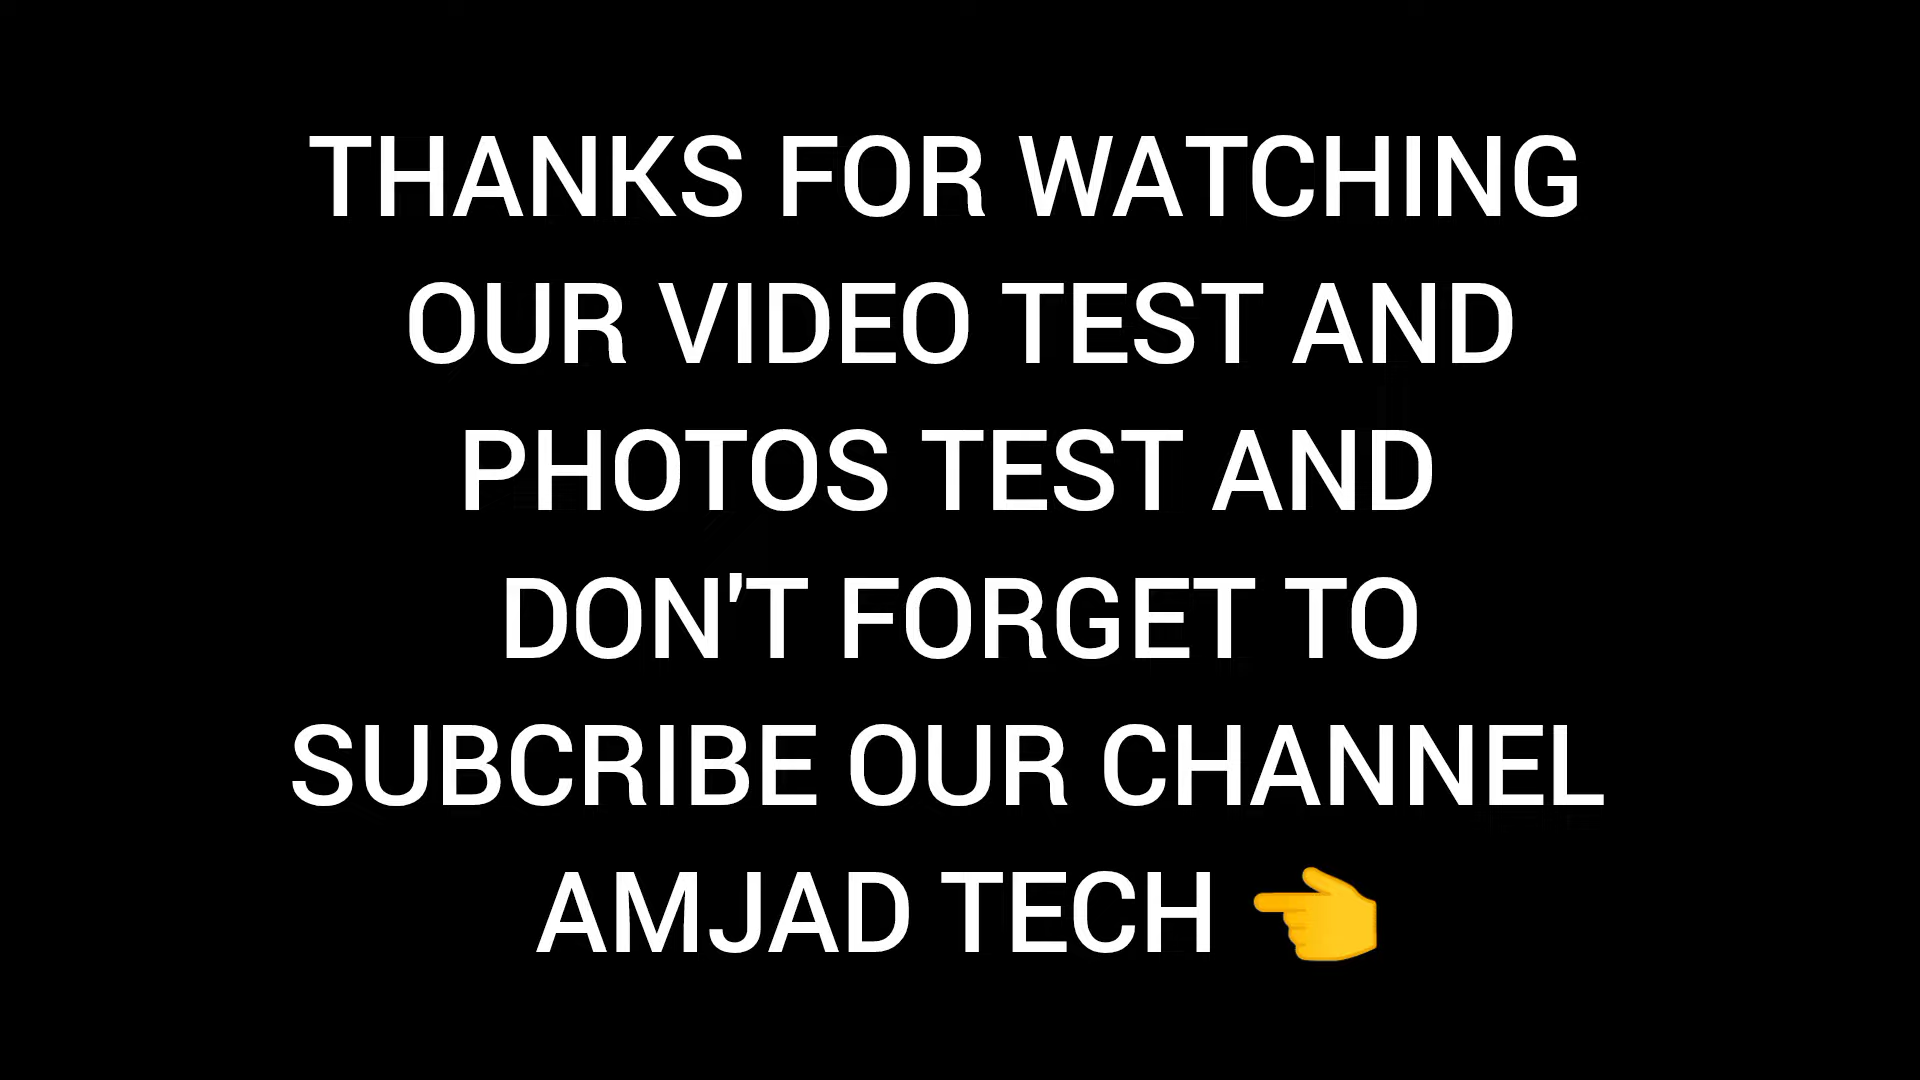 THANKS FOR WATCHING
OUR VIDEO TEST AND
PHOTOS TEST AND
DON'T FORGET TO
SUBCRIBE OUR CHANNEL
AMJAD TECH 👈